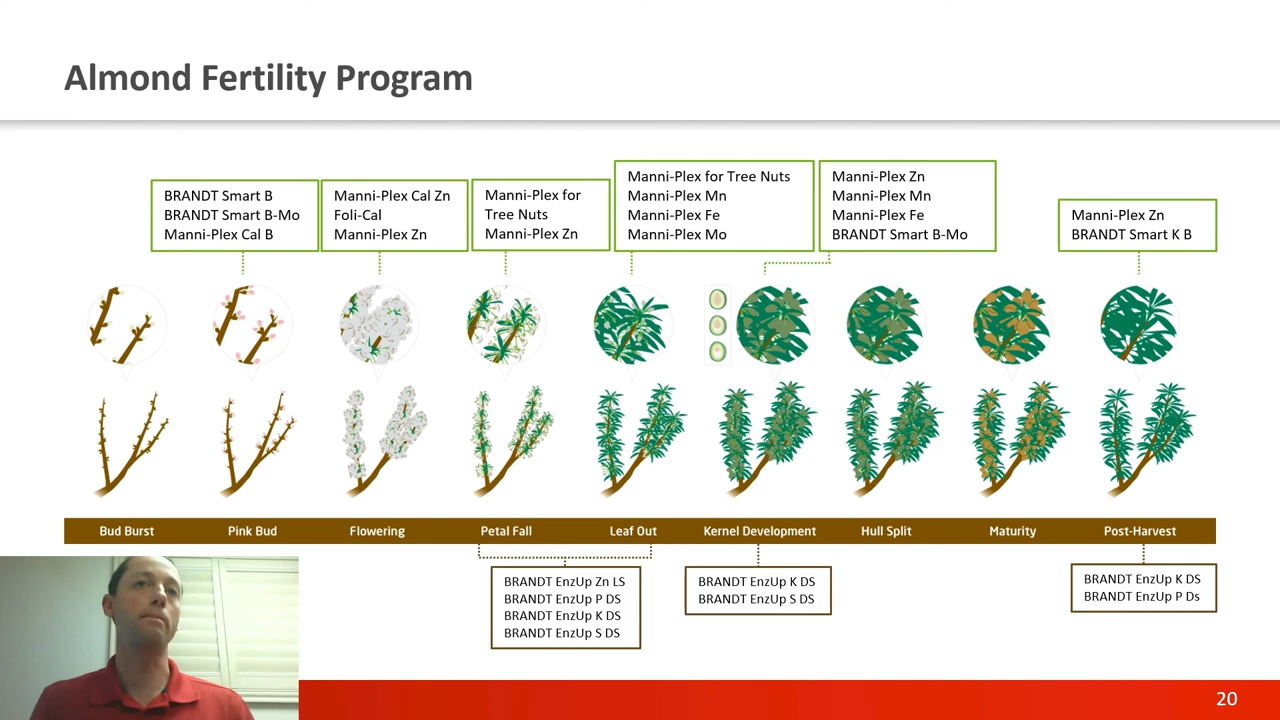 Almond Fertility Program
BRANDT Smart B
BRANDT Smart B-Mo
Manni-Plex Cal B
Manni-Plex Cal Zn
Foli-Cal
Manni-Plex Zn
Manni-Plex for
Tree Nuts
Manni-Plex Zn
Manni-Plex for Tree Nuts
Manni-Plex Mn
Manni-Plex Fe
Manni-Plex Mo
Manni-Plex Zn
Manni-Plex Mn
Manni-Plex Fe
BRANDT Smart B-Mo
Manni-Plex Zn
BRANDT Smart K B
Bud Burst
Pink Bud
Flowering
Petal Fall
Leaf Out
Kernel Development
Hull Split
Maturity
Post-Harvest
BRANDT EnzUp Zn LS
BRANDT EnzUp P DS
BRANDT EnzUp K DS
BRANDT EnzUp S DS
BRANDT EnzUp K DS
BRANDT EnzUp S DS
BRANDT EnzUp K DS
BRANDT EnzUp P Ds
20